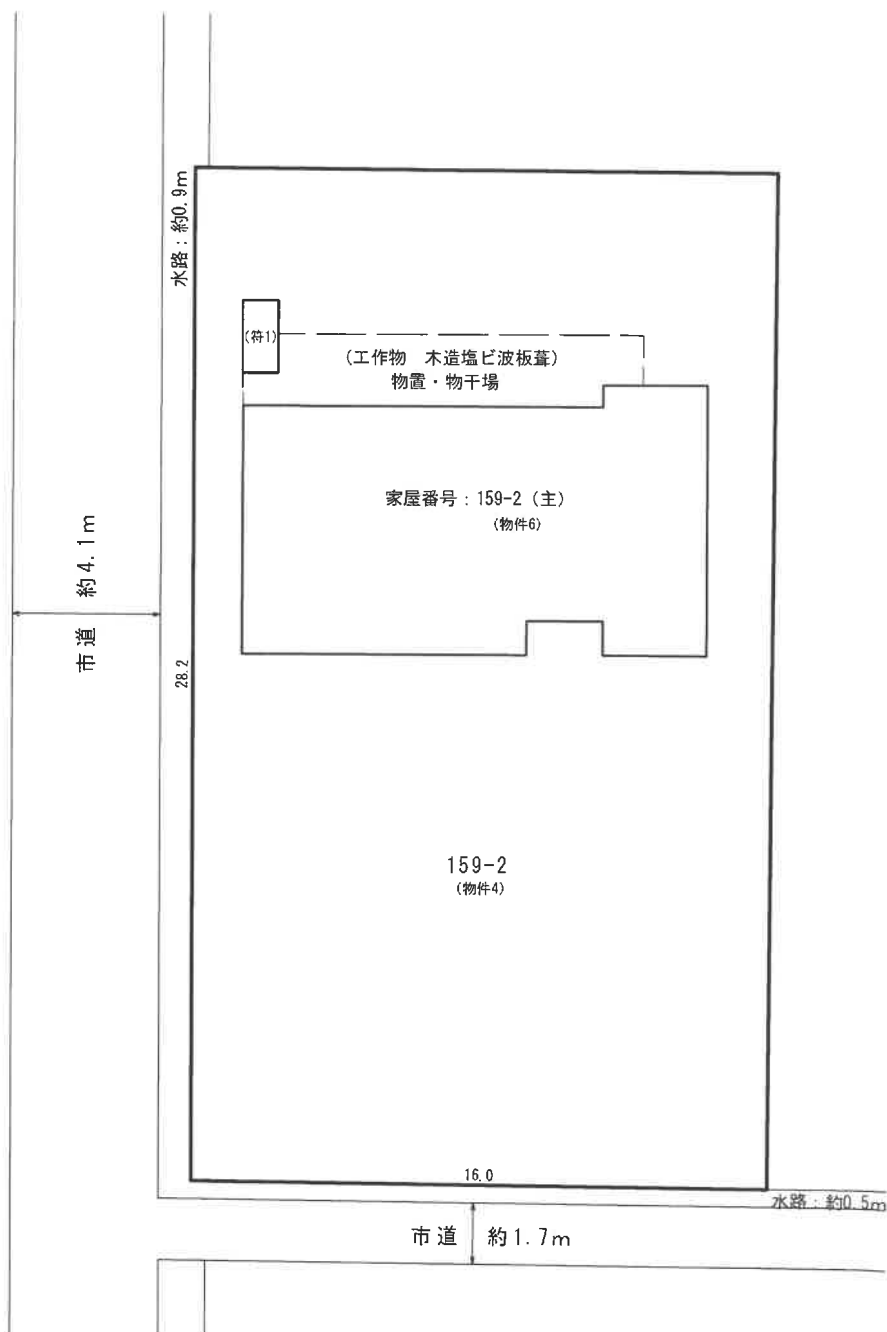 水路：約0.9m
(符1)
(工作物　木造塩ビ波板葺)
物置・物干場
家屋番号：159-2 (主)
(物件6)
市道　約4.1m
28.2
159-2
(物件4)
16.0
水路：約0.5m
市道　約1.7m